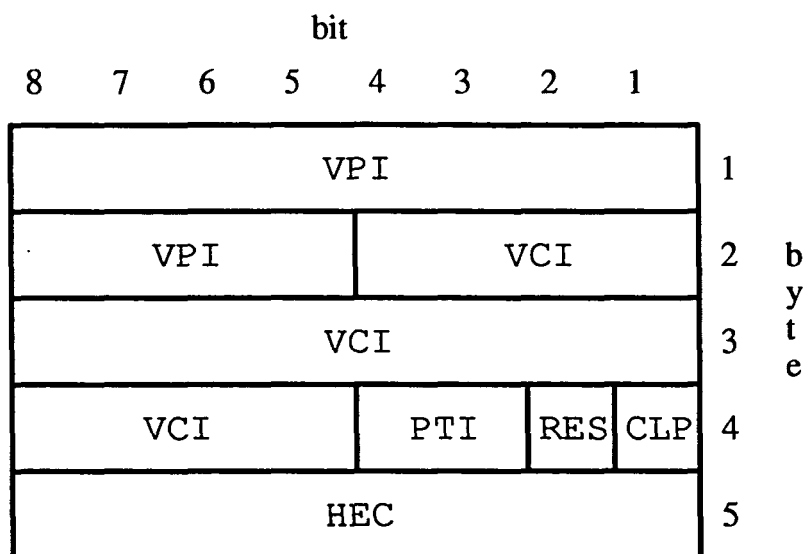 bit
8 7 6 5 4 3 2 1
VPI 1
VPI VCI 2
VCI 3
VCI PTI RES CLP 4
HEC 5
byte